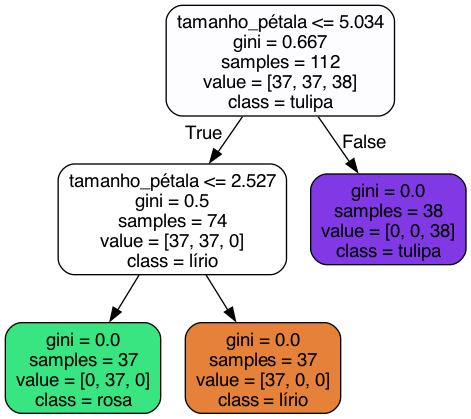 tamanho_pétala <= 5.034
gini = 0.667
samples = 112
value = [37, 37, 38]
class = tulipa
True
False
tamanho_pétala <= 2.527
gini = 0.5
samples = 74
value = [37, 37, 0]
class = lírio
gini = 0.0
samples = 38
value = [0, 0, 38]
class = tulipa
gini = 0.0
samples = 37
value = [0, 37, 0]
class = rosa
gini = 0.0
samples = 37
value = [37, 0, 0]
class = lírio